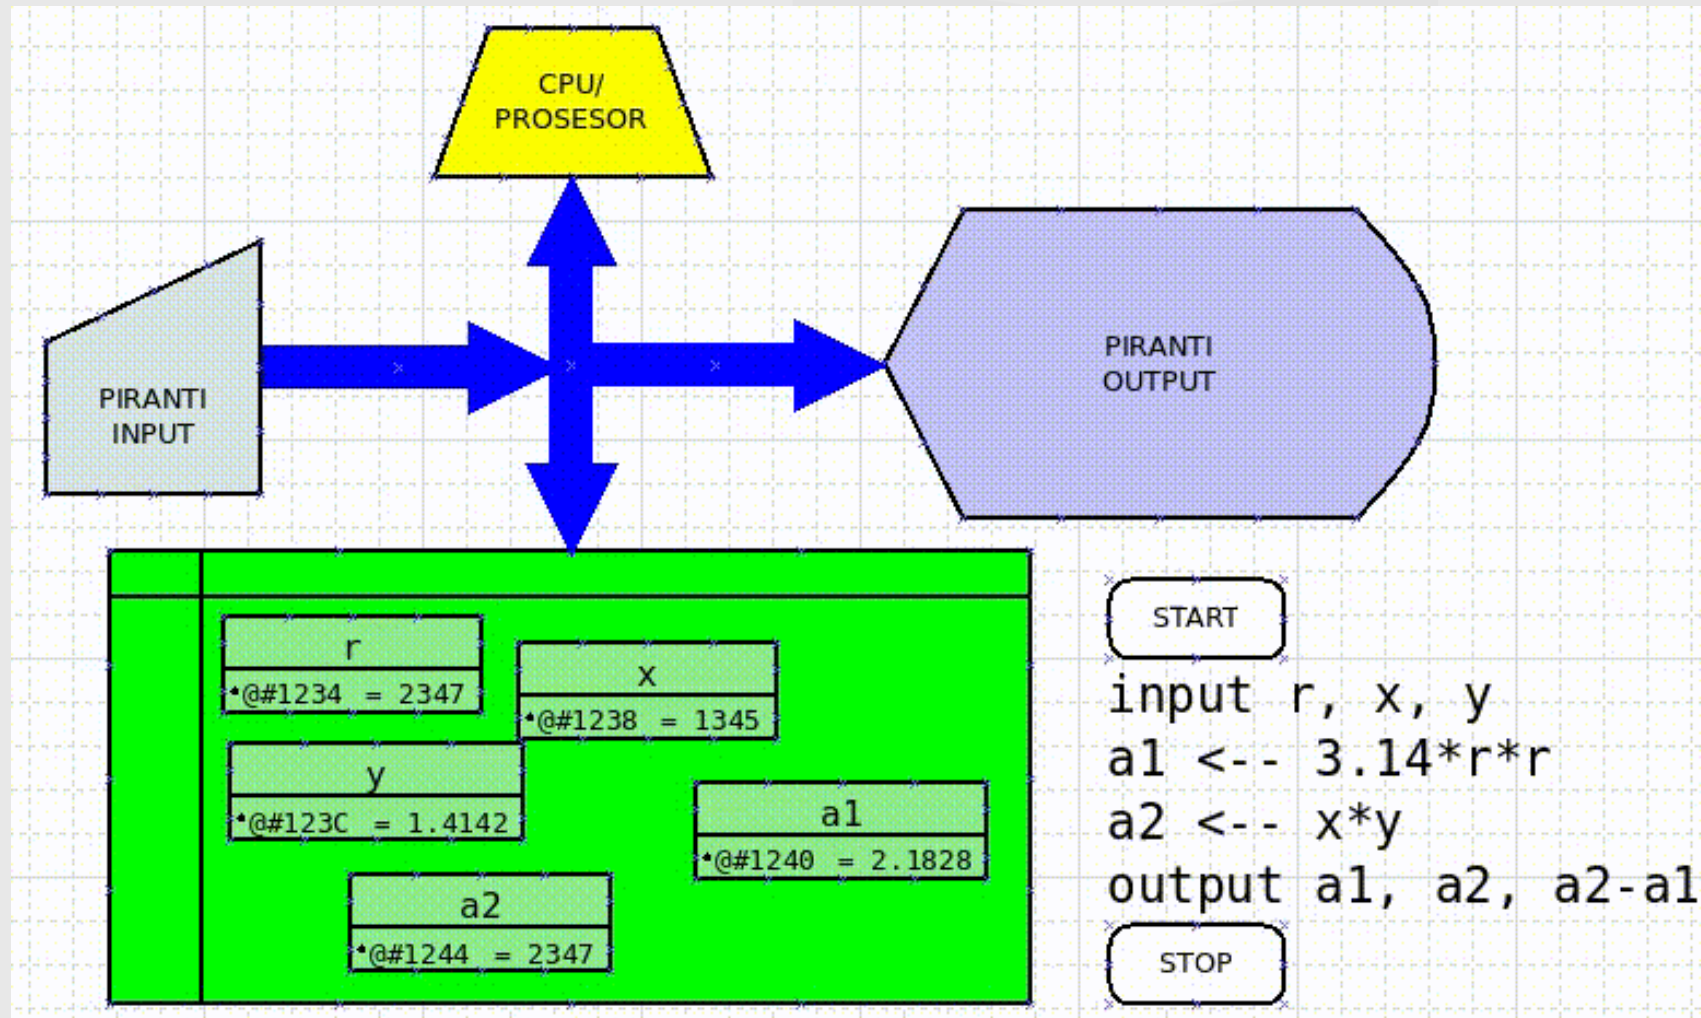 CPU/
PROSESOR
PIRANTI
INPUT
PIRANTI
OUTPUT
r
@#1234 = 2347
x
@#1238 = 1345
y
@#123C = 1.4142
a1
@#1240 = 2.1828
a2
@#1244 = 2347
START
input r, x, y
a1 <-- 3.14*r*r
a2 <-- x*y
output a1, a2, a2-a1
STOP